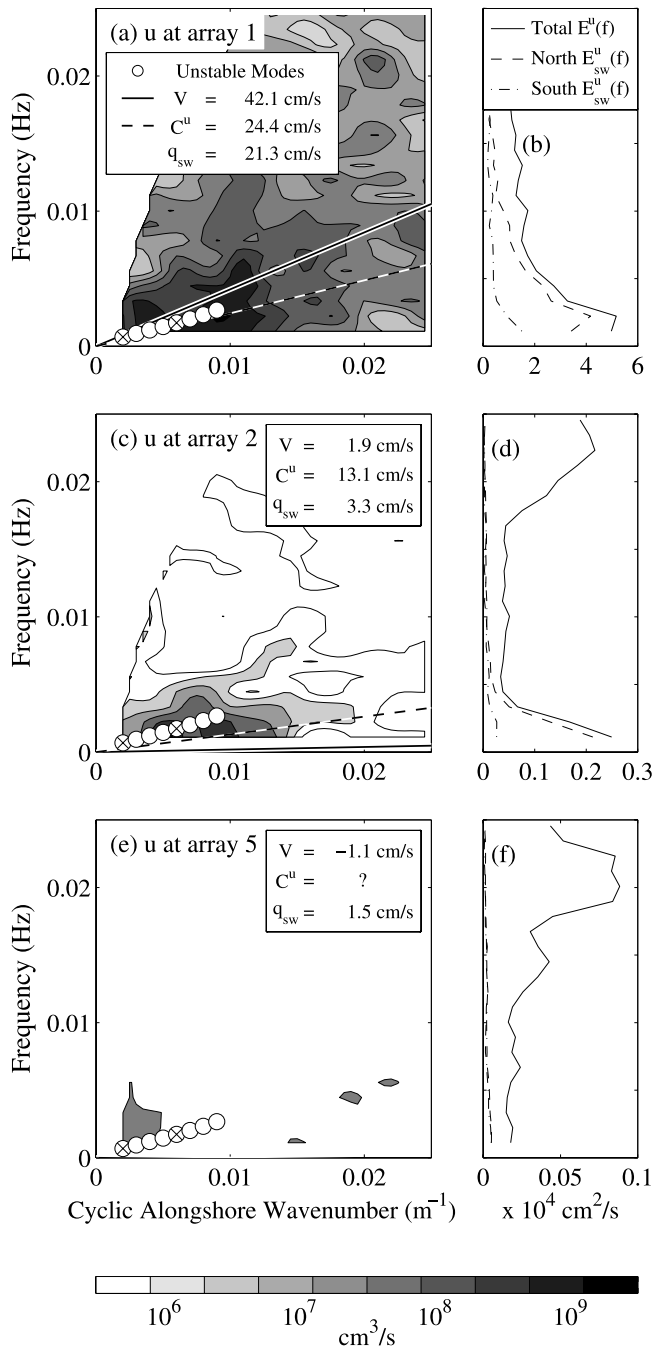 (a) u at array 1
Unstable Modes
V = 42.1 cm/s
C^u = 24.4 cm/s
q_sw = 21.3 cm/s
Frequency (Hz)
0.02
0.01
0
0 0.01 0.02
Total E^u(f)
North E^u_sw(f)
South E^u_sw(f)
(b)
0 2 4 6
(c) u at array 2
V = 1.9 cm/s
C^u = 13.1 cm/s
q_sw = 3.3 cm/s
Frequency (Hz)
0.02
0.01
0
0 0.01 0.02
(d)
0 0.1 0.2 0.3
(e) u at array 5
V = −1.1 cm/s
C^u = ?
q_sw = 1.5 cm/s
Frequency (Hz)
0.02
0.01
0
0 0.01 0.02
Cyclic Alongshore Wavenumber (m^−1)
(f)
0 0.05 0.1
x 10^4 cm^2/s
10^6 10^7 10^8 10^9
cm^3/s